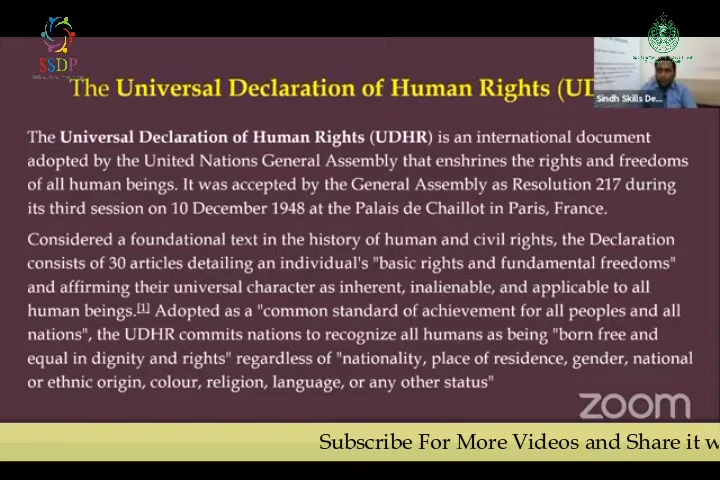 SSDP
The Universal Declaration of Human Rights (UD
Sindh Skills De...
The Universal Declaration of Human Rights (UDHR) is an international document
adopted by the United Nations General Assembly that enshrines the rights and freedoms
of all human beings. It was accepted by the General Assembly as Resolution 217 during
its third session on 10 December 1948 at the Palais de Chaillot in Paris, France.
Considered a foundational text in the history of human and civil rights, the Declaration
consists of 30 articles detailing an individual's "basic rights and fundamental freedoms"
and affirming their universal character as inherent, inalienable, and applicable to all
human beings.[1] Adopted as a "common standard of achievement for all peoples and all
nations", the UDHR commits nations to recognize all humans as being "born free and
equal in dignity and rights" regardless of "nationality, place of residence, gender, national
or ethnic origin, colour, religion, language, or any other status"
zoom
Subscribe For More Videos and Share it w